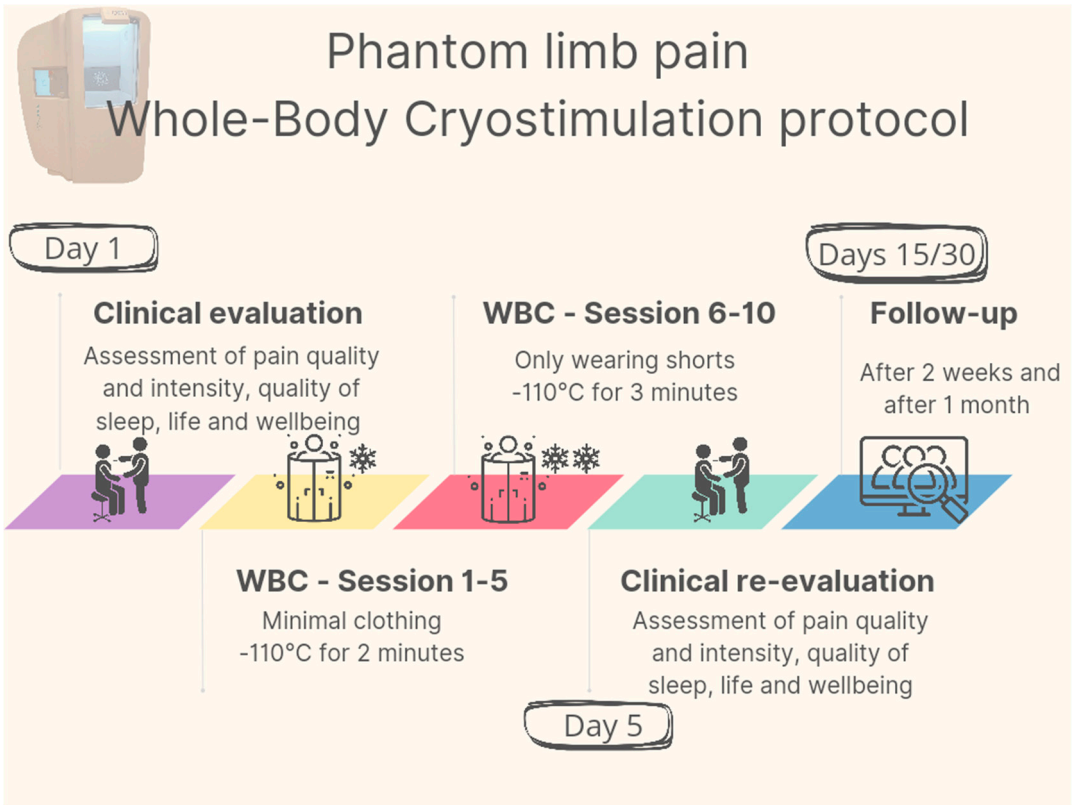 Phantom limb pain
Whole-Body Cryostimulation protocol
Day 1
Days 15/30
Clinical evaluation
Assessment of pain quality
and intensity, quality of
sleep, life and wellbeing
WBC - Session 6-10
Only wearing shorts
-110°C for 3 minutes
Follow-up
After 2 weeks and
after 1 month
WBC - Session 1-5
Minimal clothing
-110°C for 2 minutes
Clinical re-evaluation
Assessment of pain quality
and intensity, quality of
sleep, life and wellbeing
Day 5